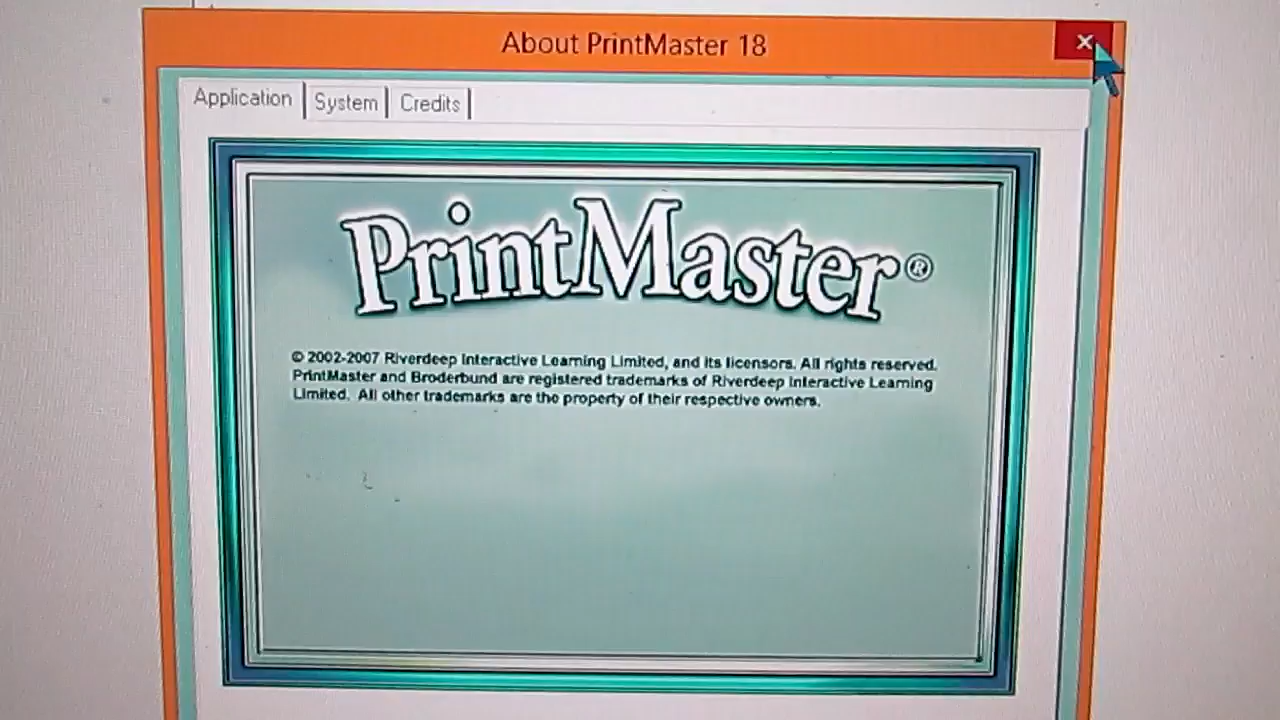 About PrintMaster 18
Application System Credits
PrintMaster®
© 2002-2007 Riverdeep Interactive Learning Limited, and its licensors. All rights reserved.
PrintMaster and Broderbund are registered trademarks of Riverdeep Interactive Learning
Limited. All other trademarks are the property of their respective owners.